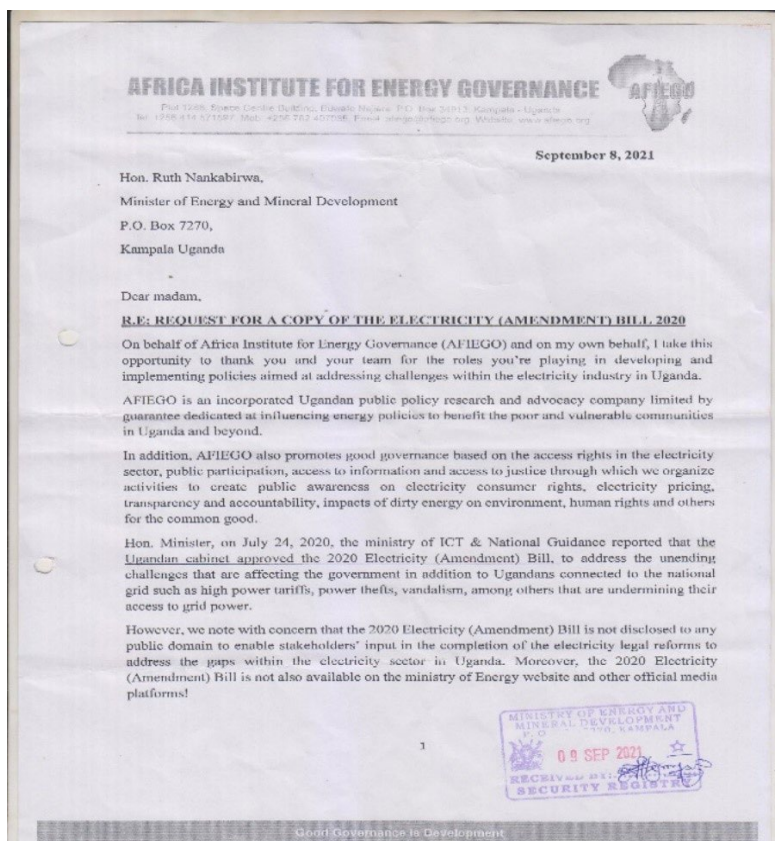 AFRICA INSTITUTE FOR ENERGY GOVERNANCE
AFIEGO
Plot 1255, Space Centre Building, Kampala - Uganda
September 8, 2021
Hon. Ruth Nankabirwa,
Minister of Energy and Mineral Development
P.O. Box 7270,
Kampala Uganda
Dear madam,
R.E: REQUEST FOR A COPY OF THE ELECTRICITY (AMENDMENT) BILL 2020
On behalf of Africa Institute for Energy Governance (AFIEGO) and on my own behalf, I take this
opportunity to thank you and your team for the roles you're playing in developing and
implementing policies aimed at addressing challenges within the electricity industry in Uganda.
AFIEGO is an incorporated Ugandan public policy research and advocacy company limited by
guarantee dedicated at influencing energy policies to benefit the poor and vulnerable communities
in Uganda and beyond.
In addition, AFIEGO also promotes good governance based on the access rights in the electricity
sector, public participation, access to information and access to justice through which we organize
activities to create public awareness on electricity consumer rights, electricity pricing,
transparency and accountability, impacts of dirty energy on environment, human rights and others
for the common good.
Hon. Minister, on July 24, 2020, the ministry of ICT & National Guidance reported that the
Ugandan cabinet approved the 2020 Electricity (Amendment) Bill, to address the unending
challenges that are affecting the government in addition to Ugandans connected to the national
grid such as high power tariffs, power thefts, vandalism, among others that are undermining their
access to grid power.
However, we note with concern that the 2020 Electricity (Amendment) Bill is not disclosed to any
public domain to enable stakeholders' input in the completion of the electricity legal reforms to
address the gaps within the electricity sector in Uganda. Moreover, the 2020 Electricity
(Amendment) Bill is not also available on the ministry of Energy website and other official media
platforms!
1
MINISTRY OF ENERGY AND
MINERAL DEVELOPMENT
KAMPALA
09 SEP 2021
RECEIVED BY:
SECURITY REGISTRY
Good Governance is Development